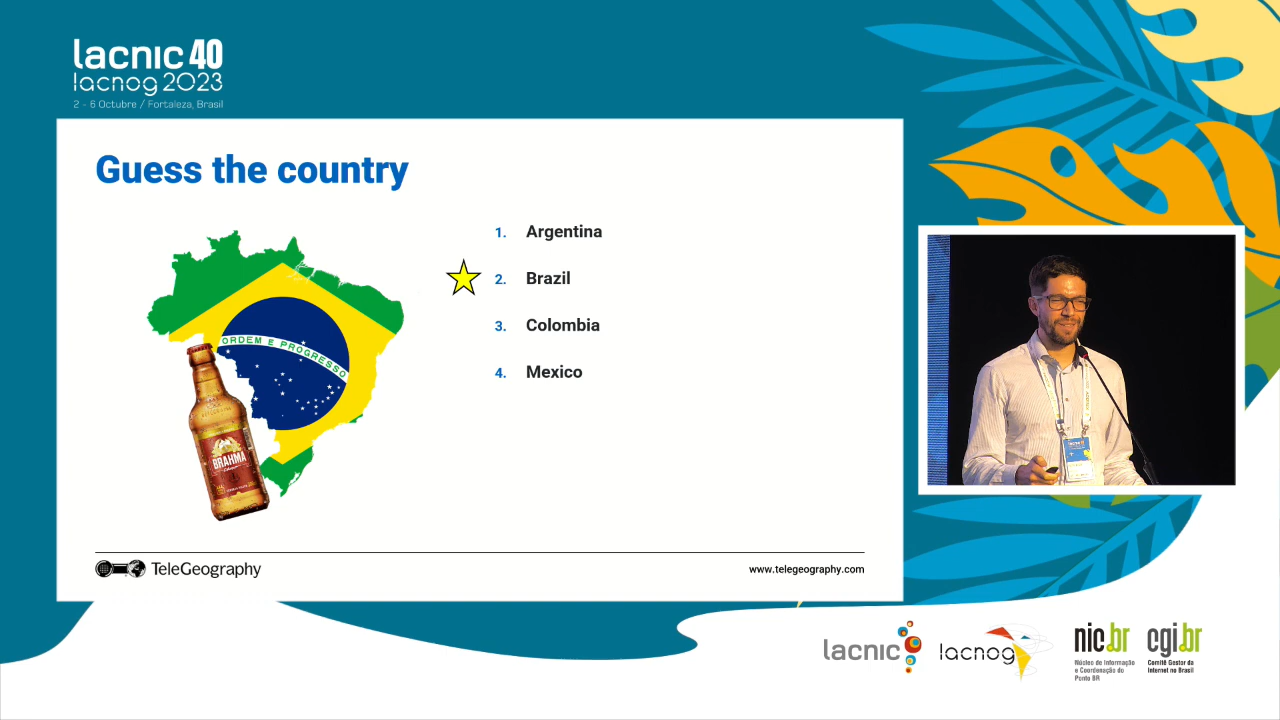 lacnic 40
lacnog 2023
2 - 6 Octubre / Fortaleza, Brasil
Guess the country
1. Argentina
2. Brazil
3. Colombia
4. Mexico
ORDEM E PROGRESSO
BRAHMA
TeleGeography
www.telegeography.com
lacnic
lacnog
nic.br
Núcleo de Informação
e Coordenação do
Ponto BR
cgi.br
Comitê Gestor da
Internet no Brasil